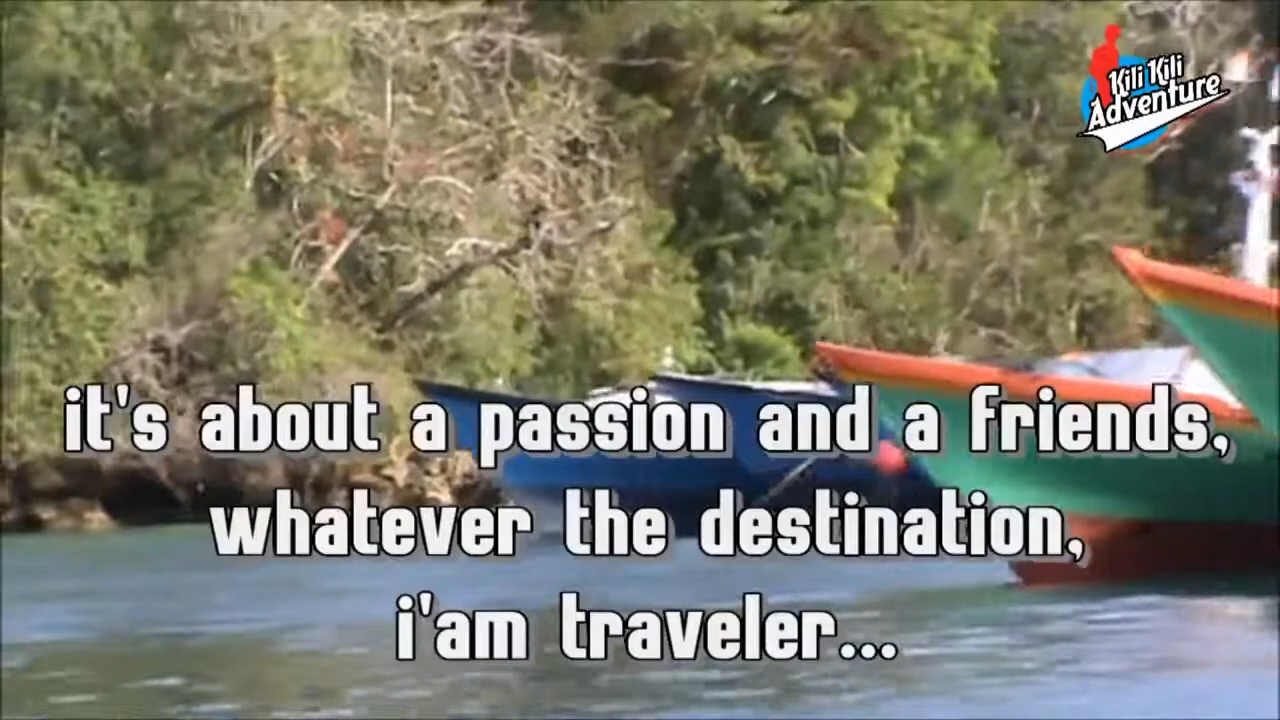 Kili Kili
Adventure
it's about a passion and a friends,
whatever the destination,
i'am traveler...